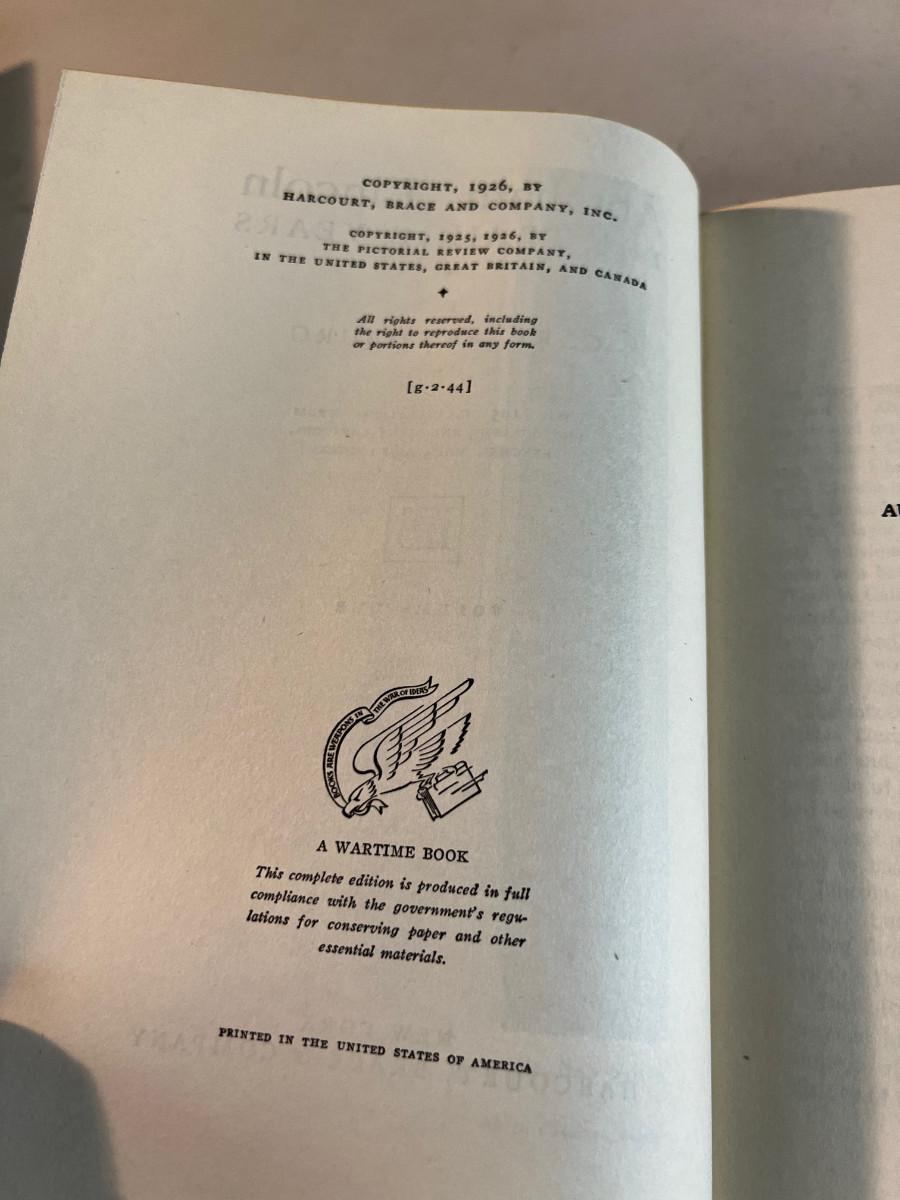 COPYRIGHT, 1926, BY
HARCOURT, BRACE AND COMPANY, INC.
COPYRIGHT, 1925, 1926, BY
THE PICTORIAL REVIEW COMPANY,
IN THE UNITED STATES, GREAT BRITAIN, AND CANADA
All rights reserved, including
the right to reproduce this book
or portions thereof in any form.
[g·2·44]
BOOKS ARE WEAPONS IN THE WAR OF IDEAS
A WARTIME BOOK
This complete edition is produced in full
compliance with the government's regu-
lations for conserving paper and other
essential materials.
PRINTED IN THE UNITED STATES OF AMERICA